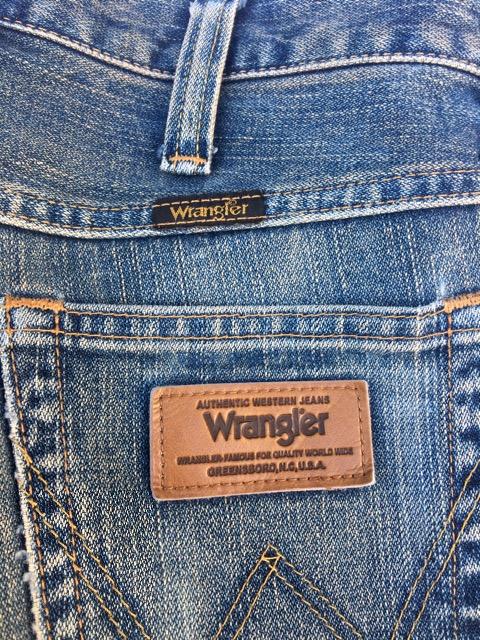 Wrangler
AUTHENTIC WESTERN JEANS
Wrangler
WRANGLER-FAMOUS FOR QUALITY WORLD WIDE
GREENSBORO,N.C,U.S.A.